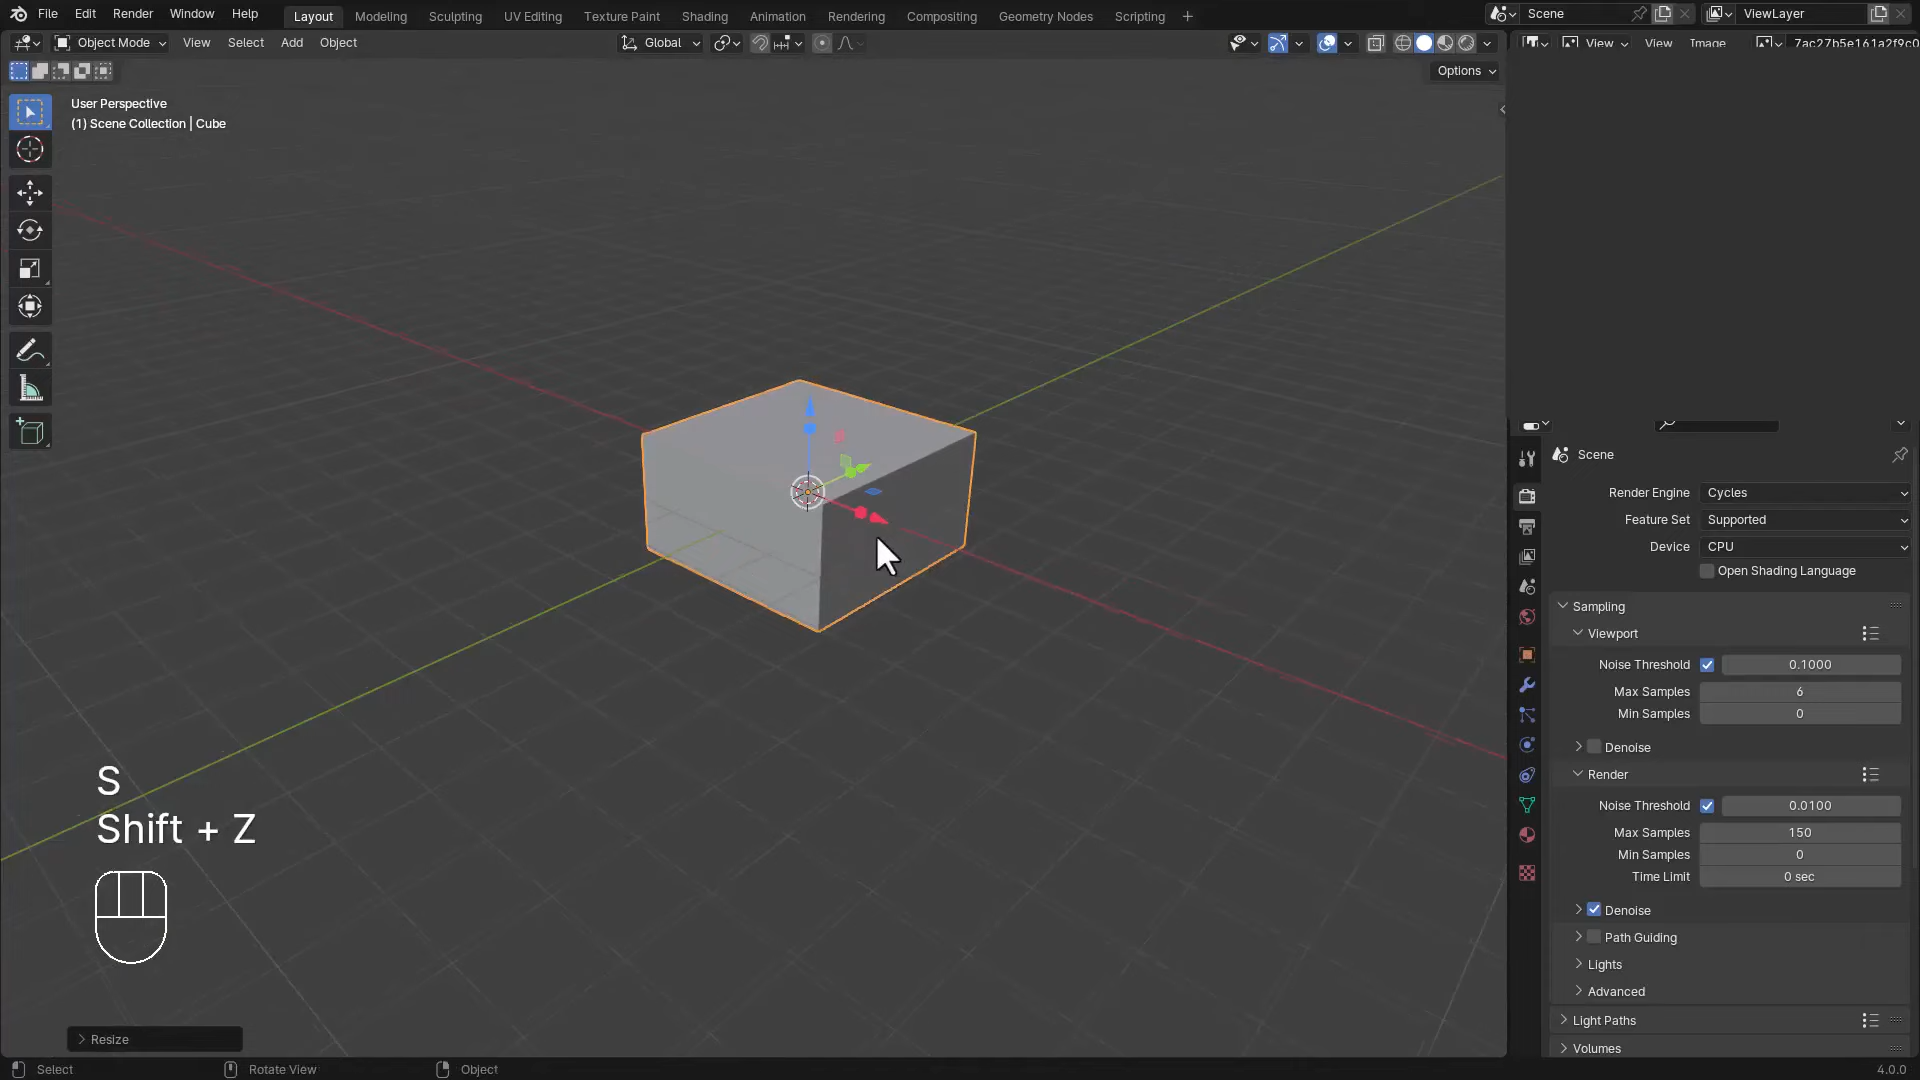 File Edit Render Window Help Layout Modeling Sculpting UV Editing Texture Paint Shading Animation Rendering Compositing Geometry Nodes Scripting + Scene ViewLayer
Object Mode View Select Add Object Global View View Image 7ac27b5e161a2f9c0
Options
User Perspective
(1) Scene Collection | Cube
Scene
Render Engine Cycles
Feature Set Supported
Device CPU
Open Shading Language
Sampling
Viewport
Noise Threshold 0.1000
Max Samples 6
Min Samples 0
Denoise
Render
Noise Threshold 0.0100
Max Samples 150
Min Samples 0
Time Limit 0 sec
Denoise
Path Guiding
Lights
Advanced
Light Paths
Volumes
S
Shift + Z
Resize
Select Rotate View Object 4.0.0